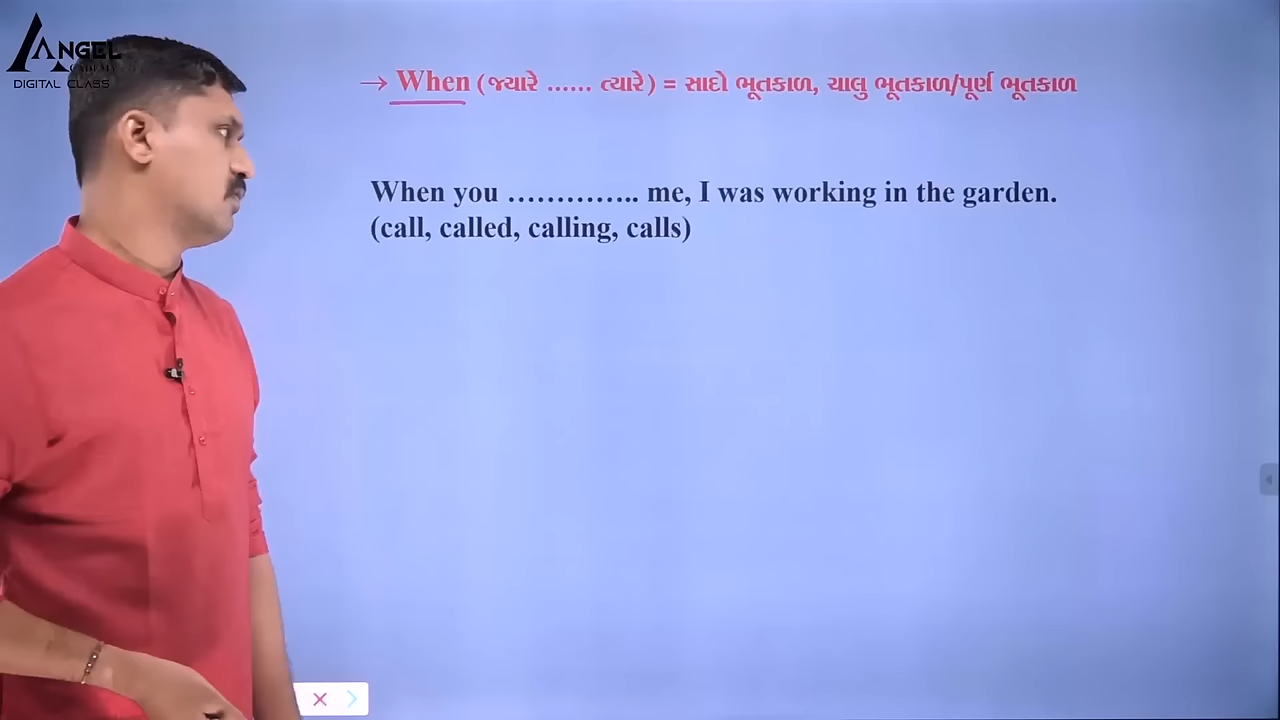 ANGEL
ACADEMY
DIGITAL CLASS
→ When (જ્યારે ...... ત્યારે) = સાદો ભૂતકાળ, ચાલુ ભૂતકાળ/પૂર્ણ ભૂતકાળ
When you ………….. me, I was working in the garden.
(call, called, calling, calls)